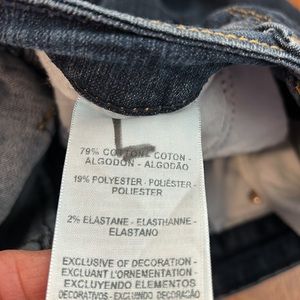 79% COTTON - COTON -
ALGODON - ALGODÃO
19% POLYESTER - POLIÉSTER -
POLIESTER
2% ELASTANE - ELASTHANNE -
ELASTANO
EXCLUSIVE OF DECORATION -
EXCLUANT L'ORNEMENTATION -
EXCLUYENDO ELEMENTOS
DECORATIVOS - EXCLUINDO DECORAÇÃO